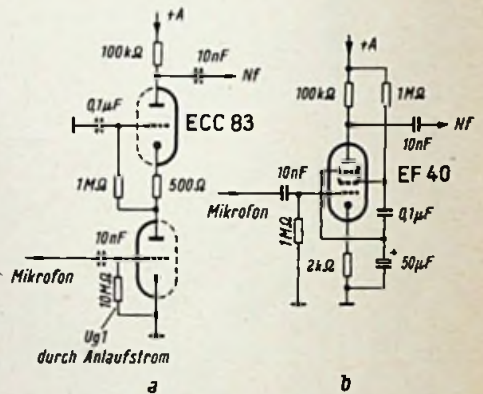 +A
100kΩ
10nF
Nf
0,1µF
ECC 83
1MΩ
500Ω
10nF
Mikrofon
10MΩ
Ug1
durch Anlaufstrom
a
+A
100kΩ
1MΩ
Nf
10nF
10nF
EF 40
Mikrofon
1MΩ
0,1µF
2kΩ
+
50µF
b